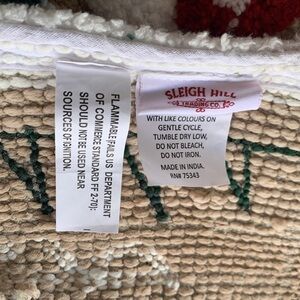 FLAMMABLE (FAILS US DEPARTMENT
OF COMMERCE STANDARD FF 2-70):
SHOULD NOT BE USED NEAR
SOURCES OF IGNITION.
SLEIGH HILL
TRADING CO.
WITH LIKE COLOURS ON
GENTLE CYCLE,
TUMBLE DRY LOW,
DO NOT BLEACH,
DO NOT IRON.
MADE IN INDIA.
RN# 75343